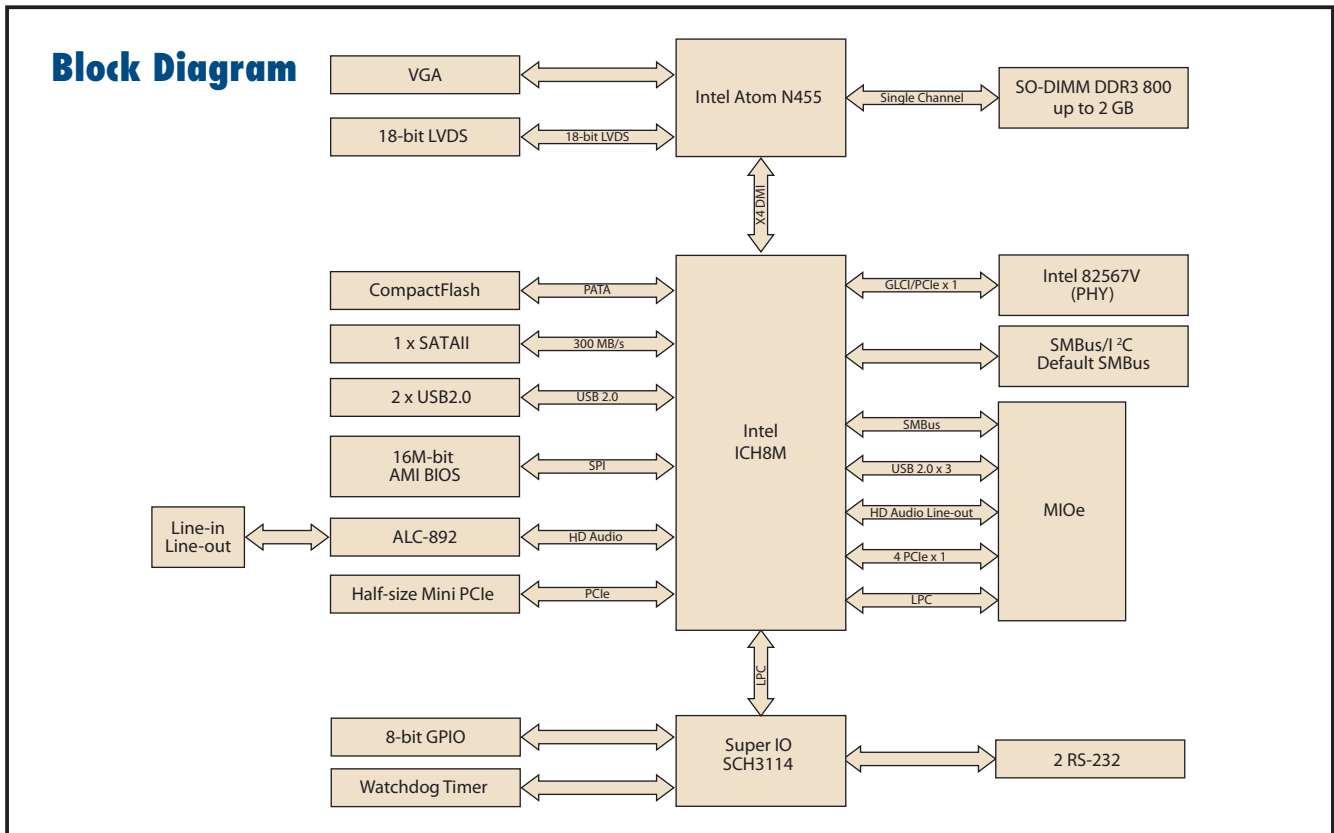 Block Diagram
VGA
18-bit LVDS
18-bit LVDS
Intel Atom N455
Single Channel
SO-DIMM DDR3 800
up to 2 GB
X4 DMI
CompactFlash
PATA
1 x SATAII
300 MB/s
2 x USB2.0
USB 2.0
16M-bit
AMI BIOS
SPI
Line-in
Line-out
ALC-892
HD Audio
Half-size Mini PCIe
PCIe
Intel
ICH8M
GLCI/PCIe x 1
Intel 82567V
(PHY)
SMBus/I ²C
Default SMBus
SMBus
USB 2.0 x 3
HD Audio Line-out
4 PCIe x 1
LPC
MIOe
LPC
8-bit GPIO
Watchdog Timer
Super IO
SCH3114
2 RS-232